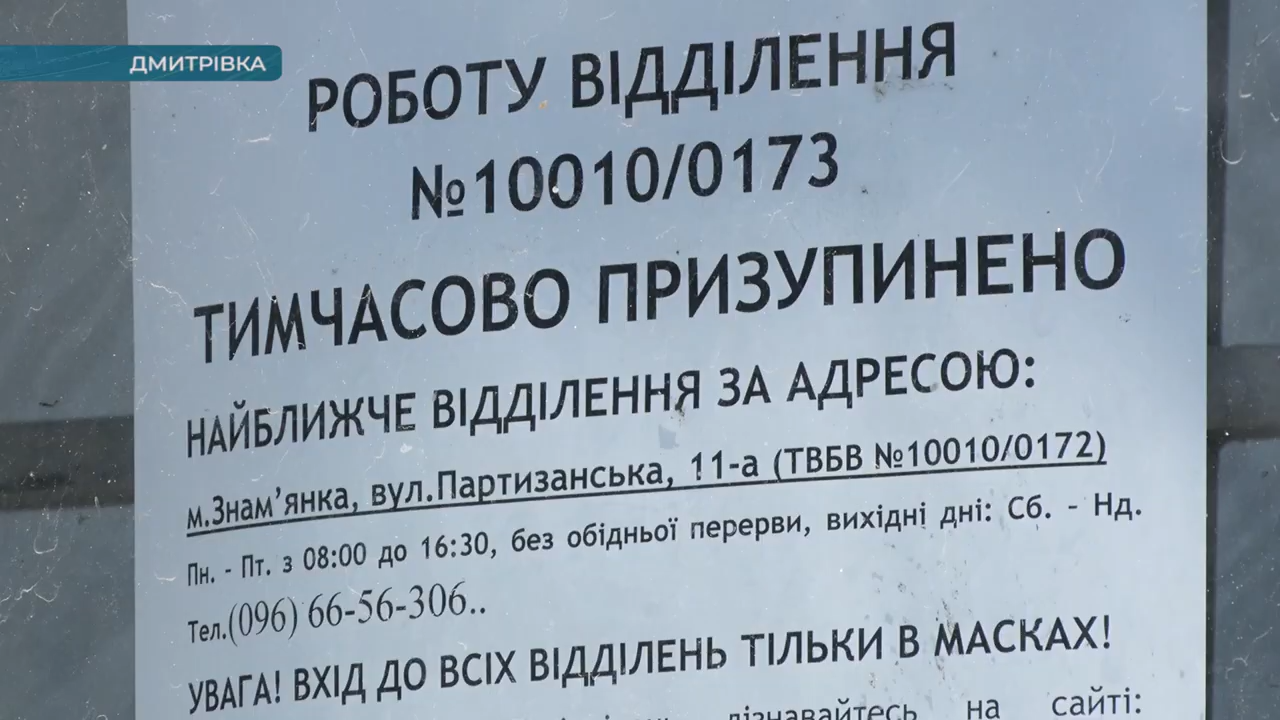 ДМИТРІВКА
РОБОТУ ВІДДІЛЕННЯ
№10010/0173
ТИМЧАСОВО ПРИЗУПИНЕНО
НАЙБЛИЖЧЕ ВІДДІЛЕННЯ ЗА АДРЕСОЮ:
м.Знам'янка, вул.Партизанська, 11-а (ТВБВ №10010/0172)
Пн. - Пт. з 08:00 до 16:30, без обідньої перерви, вихідні дні: Сб. - Нд.
Тел.(096) 66-56-306..
УВАГА! ВХІД ДО ВСІХ ВІДДІЛЕНЬ ТІЛЬКИ В МАСКАХ!
дізнавайтесь на сайті: